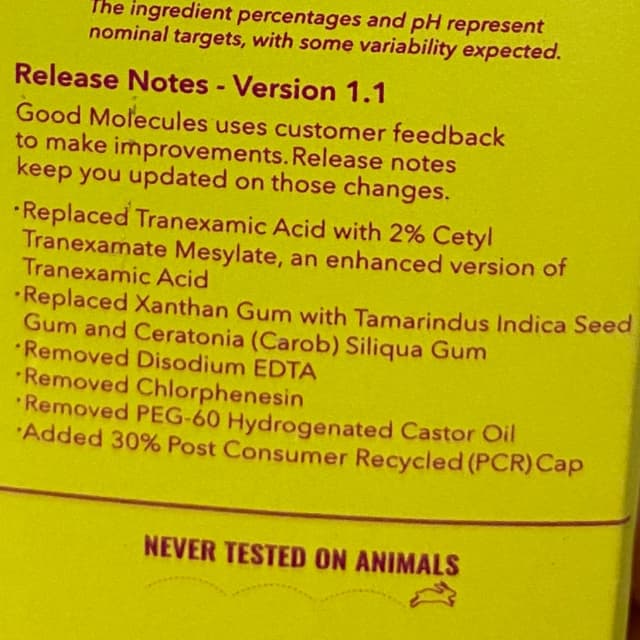 The ingredient percentages and pH represent
nominal targets, with some variability expected.
Release Notes - Version 1.1
Good Molecules uses customer feedback
to make improvements. Release notes
keep you updated on those changes.
·Replaced Tranexamic Acid with 2% Cetyl
Tranexamate Mesylate, an enhanced version of
Tranexamic Acid
·Replaced Xanthan Gum with Tamarindus Indica Seed
Gum and Ceratonia (Carob) Siliqua Gum
·Removed Disodium EDTA
·Removed Chlorphenesin
·Removed PEG-60 Hydrogenated Castor Oil
·Added 30% Post Consumer Recycled (PCR) Cap
NEVER TESTED ON ANIMALS